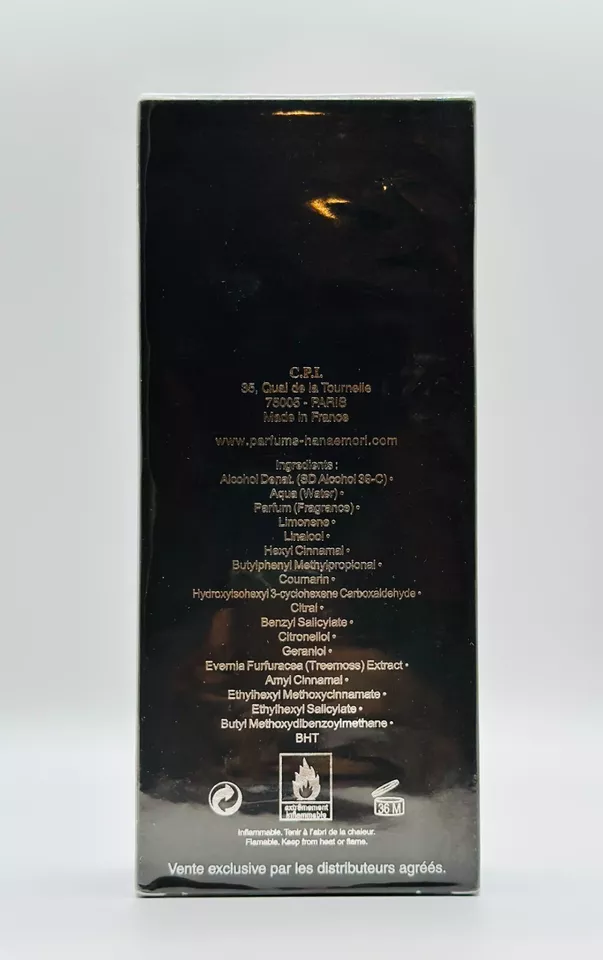 C.P.I.
35, Quai de la Tournelle
75005 - PARIS
Made in France
www.parfums-hanaemori.com
Ingredients :
Alcohol Denat. (SD Alcohol 39-C) •
Aqua (Water) •
Parfum (Fragrance) •
Limonene •
Linalool •
Hexyl Cinnamal •
Butylphenyl Methylpropional •
Coumarin •
Hydroxyisohexyl 3-cyclohexene Carboxaldehyde •
Citral •
Benzyl Salicylate •
Citronellol •
Geraniol •
Evernia Furfuracea (Treemoss) Extract •
Amyl Cinnamal •
Ethylhexyl Methoxycinnamate •
Ethylhexyl Salicylate •
Butyl Methoxydibenzoylmethane •
BHT
extrêmement
inflammable
36 M
Inflammable. Tenir à l'abri de la chaleur.
Flamable. Keep from heat or flame.
Vente exclusive par les distributeurs agréés.